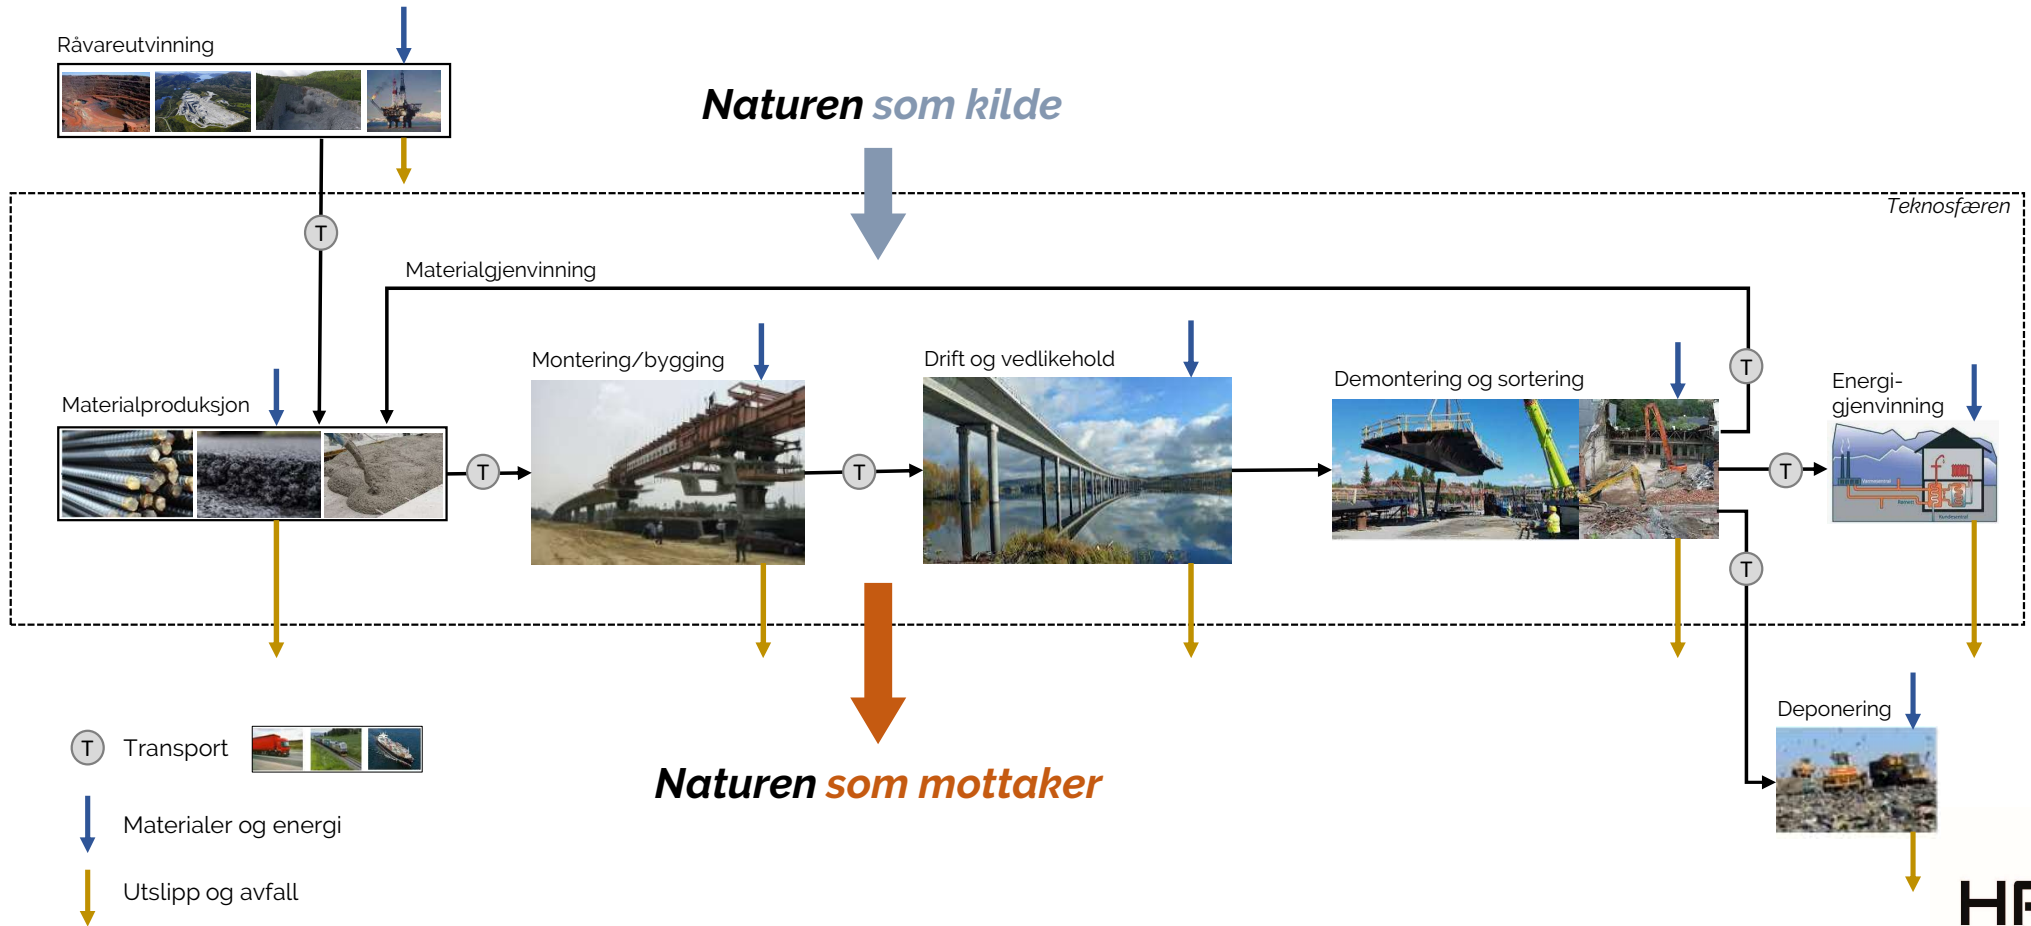 Råvareutvinning
Naturen som kilde
Teknosfæren
T
Materialgjenvinning
Montering/bygging
Drift og vedlikehold
Demontering og sortering
T
Energi-
gjenvinning
Materialproduksjon
T
T
T
T
Deponering
T Transport
Naturen som mottaker
Materialer og energi
Utslipp og avfall